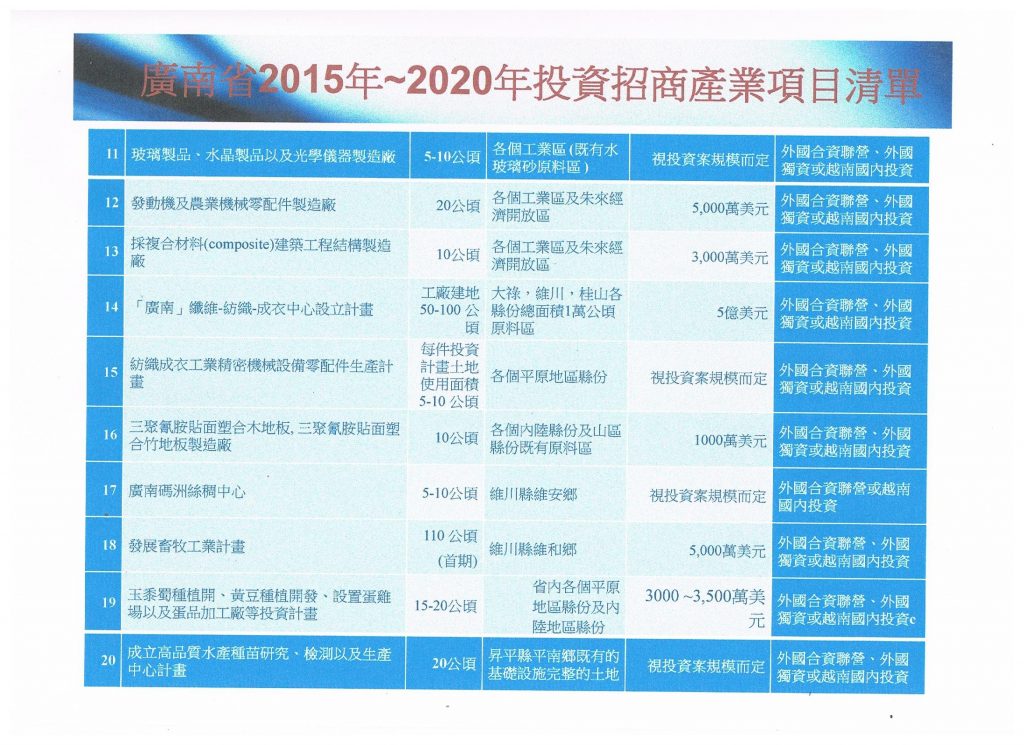 廣南省2015年~2020年投資招商產業項目清單
11 玻璃製品、水晶製品以及光學儀器製造廠 5-10公頃 各個工業區(既有水 視投資案規模而定 外國合資聯營、外國
玻璃砂原料區) 獨資或越南國內投資
12 發動機及農業機械零配件製造廠 20公頃 各個工業區及朱來經 5,000萬美元 外國合資聯營、外國
濟開放區 獨資或越南國內投資
13 採複合材料(composite)建築工程結構製造 10公頃 各個工業區及朱來經 3,000萬美元 外國合資聯營、外國
廠 濟開放區 獨資或越南國內投資
14 「廣南」纖維-紡織-成衣中心設立計畫 工廠建地 大祿，維川，桂山各 5億美元 外國合資聯營、外國
50-100 公 縣份總面積1萬公頃 獨資或越南國內投資
頃 原料區
15 紡織成衣工業精密機械設備零配件生產計 每件投資 各個平原地區縣份 視投資案規模而定 外國合資聯營、外國
畫 計畫土地 獨資或越南國內投資
使用面積
5-10 公頃
16 三聚氰胺貼面塑合木地板, 三聚氰胺貼面塑 10公頃 各個內陸縣份及山區 1000萬美元 外國合資聯營、外國
合竹地板製造廠 縣份既有原料區 獨資或越南國內投資
17 廣南碼洲絲稠中心 5-10公頃 維川縣維安鄉 視投資案規模而定 外國合資聯營或越南
國內投資
18 發展畜牧工業計畫 110 公頃 維川縣維和鄉 5,000萬美元 外國合資聯營、外國
(首期) 獨資或越南國內投資
19 玉黍蜀種植開、黃豆種植開發、設置蛋雞 15-20公頃 省內各個平原 3000 ~3,500萬美 外國合資聯營、外國
場以及蛋品加工廠等投資計畫 地區縣份及內 元 獨資或越南國內投資c
陸地區縣份
20 成立高品質水產種苗研究、檢測以及生產 20公頃 昇平縣平南鄉既有的 視投資案規模而定 外國合資聯營、外國
中心計畫 基礎設施完整的土地 獨資或越南國內投資